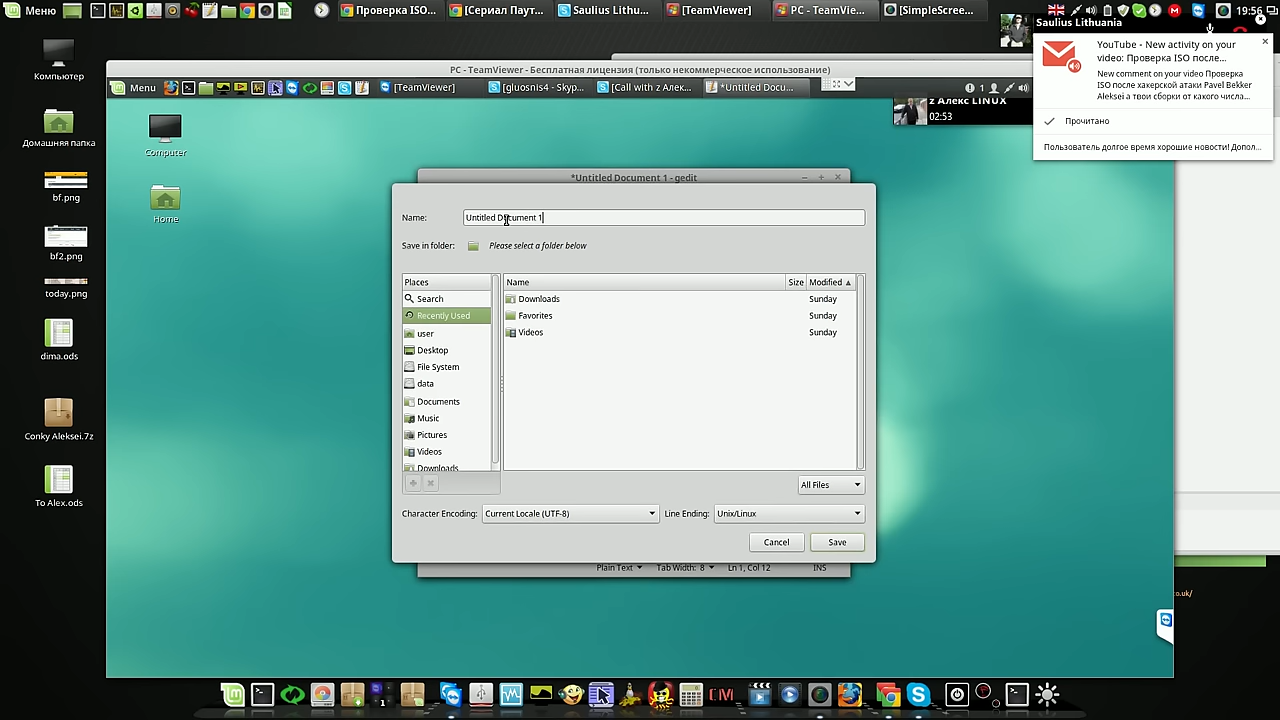 Меню
Проверка ISO...
[Сериал Паут...
Saulius Lithu...
[TeamViewer]
PC - TeamVie...
[SimpleScree...
19:56
Saulius Lithuania
YouTube - New activity on your
video: Проверка ISO после...
New comment on your video Проверка
ISO после хакерской атаки Pavel Bekker
Aleksei а твои сборки от какого числа...
Прочитано
Пользователь долгое время хорошие новости! Допол...
PC - TeamViewer - Бесплатная лицензия (только некоммерческое использование)
Menu
[TeamViewer]
[gluosnis4 - Skyp...
[Call with z Алек...
*Untitled Docu...
1
z Алекс LINUX
02:53
Компьютер
Домашняя папка
bf.png
bf2.png
today.png
dima.ods
Conky Aleksei.7z
To Alex.ods
Computer
Home
*Untitled Document 1 - gedit
Name:
Untitled Document 1
Save in folder:
Please select a folder below
Places
Search
Recently Used
user
Desktop
File System
data
Documents
Music
Pictures
Videos
Downloads
Name
Size
Modified
Downloads
Sunday
Favorites
Sunday
Videos
Sunday
All Files
Character Encoding:
Current Locale (UTF-8)
Line Ending:
Unix/Linux
Cancel
Save
Plain Text
Tab Width: 8
Ln 1, Col 12
INS
co.uk/